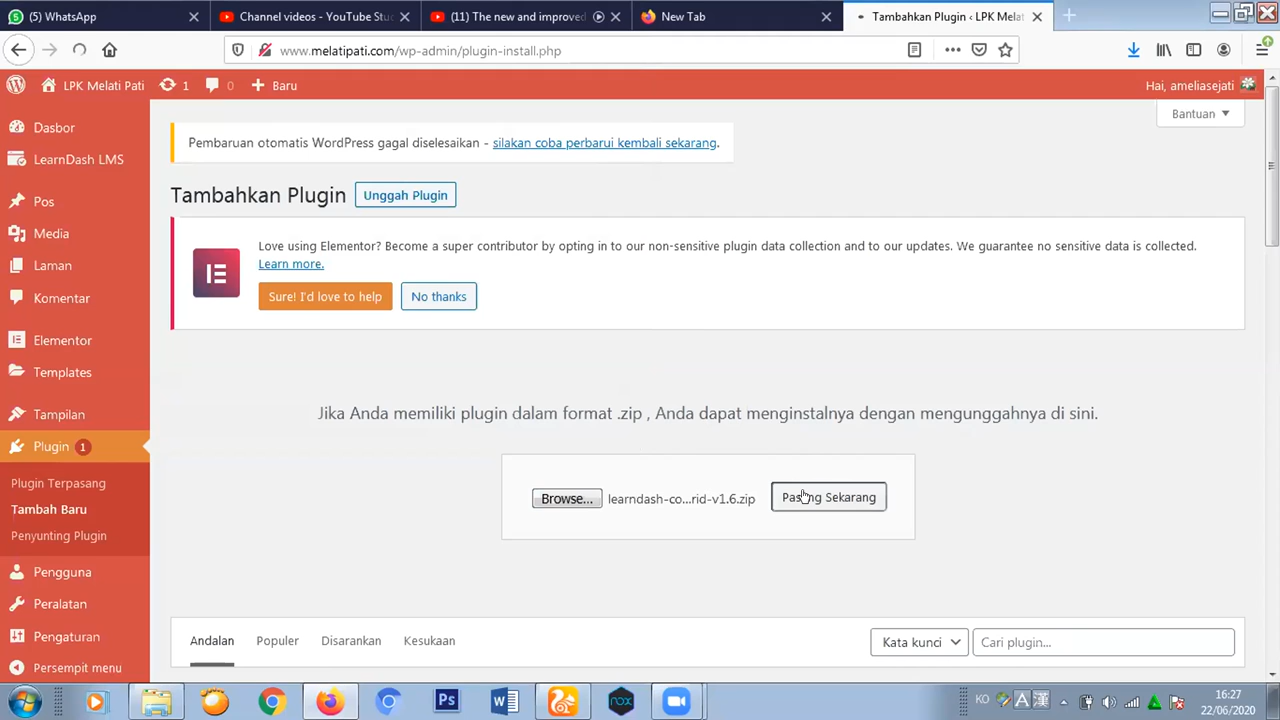 (5) WhatsApp
Channel videos - YouTube Stu
(11) The new and improved
New Tab
Tambahkan Plugin ‹ LPK Melat
www.melatipati.com/wp-admin/plugin-install.php
LPK Melati Pati
1
0
Baru
Hai, ameliasejati
Bantuan
Dasbor
LearnDash LMS
Pos
Media
Laman
Komentar
Elementor
Templates
Tampilan
Plugin 1
Plugin Terpasang
Tambah Baru
Penyunting Plugin
Pengguna
Peralatan
Pengaturan
Persempit menu
Pembaruan otomatis WordPress gagal diselesaikan - silakan coba perbarui kembali sekarang.
Tambahkan Plugin
Unggah Plugin
Love using Elementor? Become a super contributor by opting in to our non-sensitive plugin data collection and to our updates. We guarantee no sensitive data is collected.
Learn more.
Sure! I'd love to help
No thanks
Jika Anda memiliki plugin dalam format .zip , Anda dapat menginstalnya dengan mengunggahnya di sini.
Browse...
learndash-co...rid-v1.6.zip
Pasang Sekarang
Andalan
Populer
Disarankan
Kesukaan
Kata kunci
Cari plugin...
Ps
KO
A 漢
16:27
22/06/2020